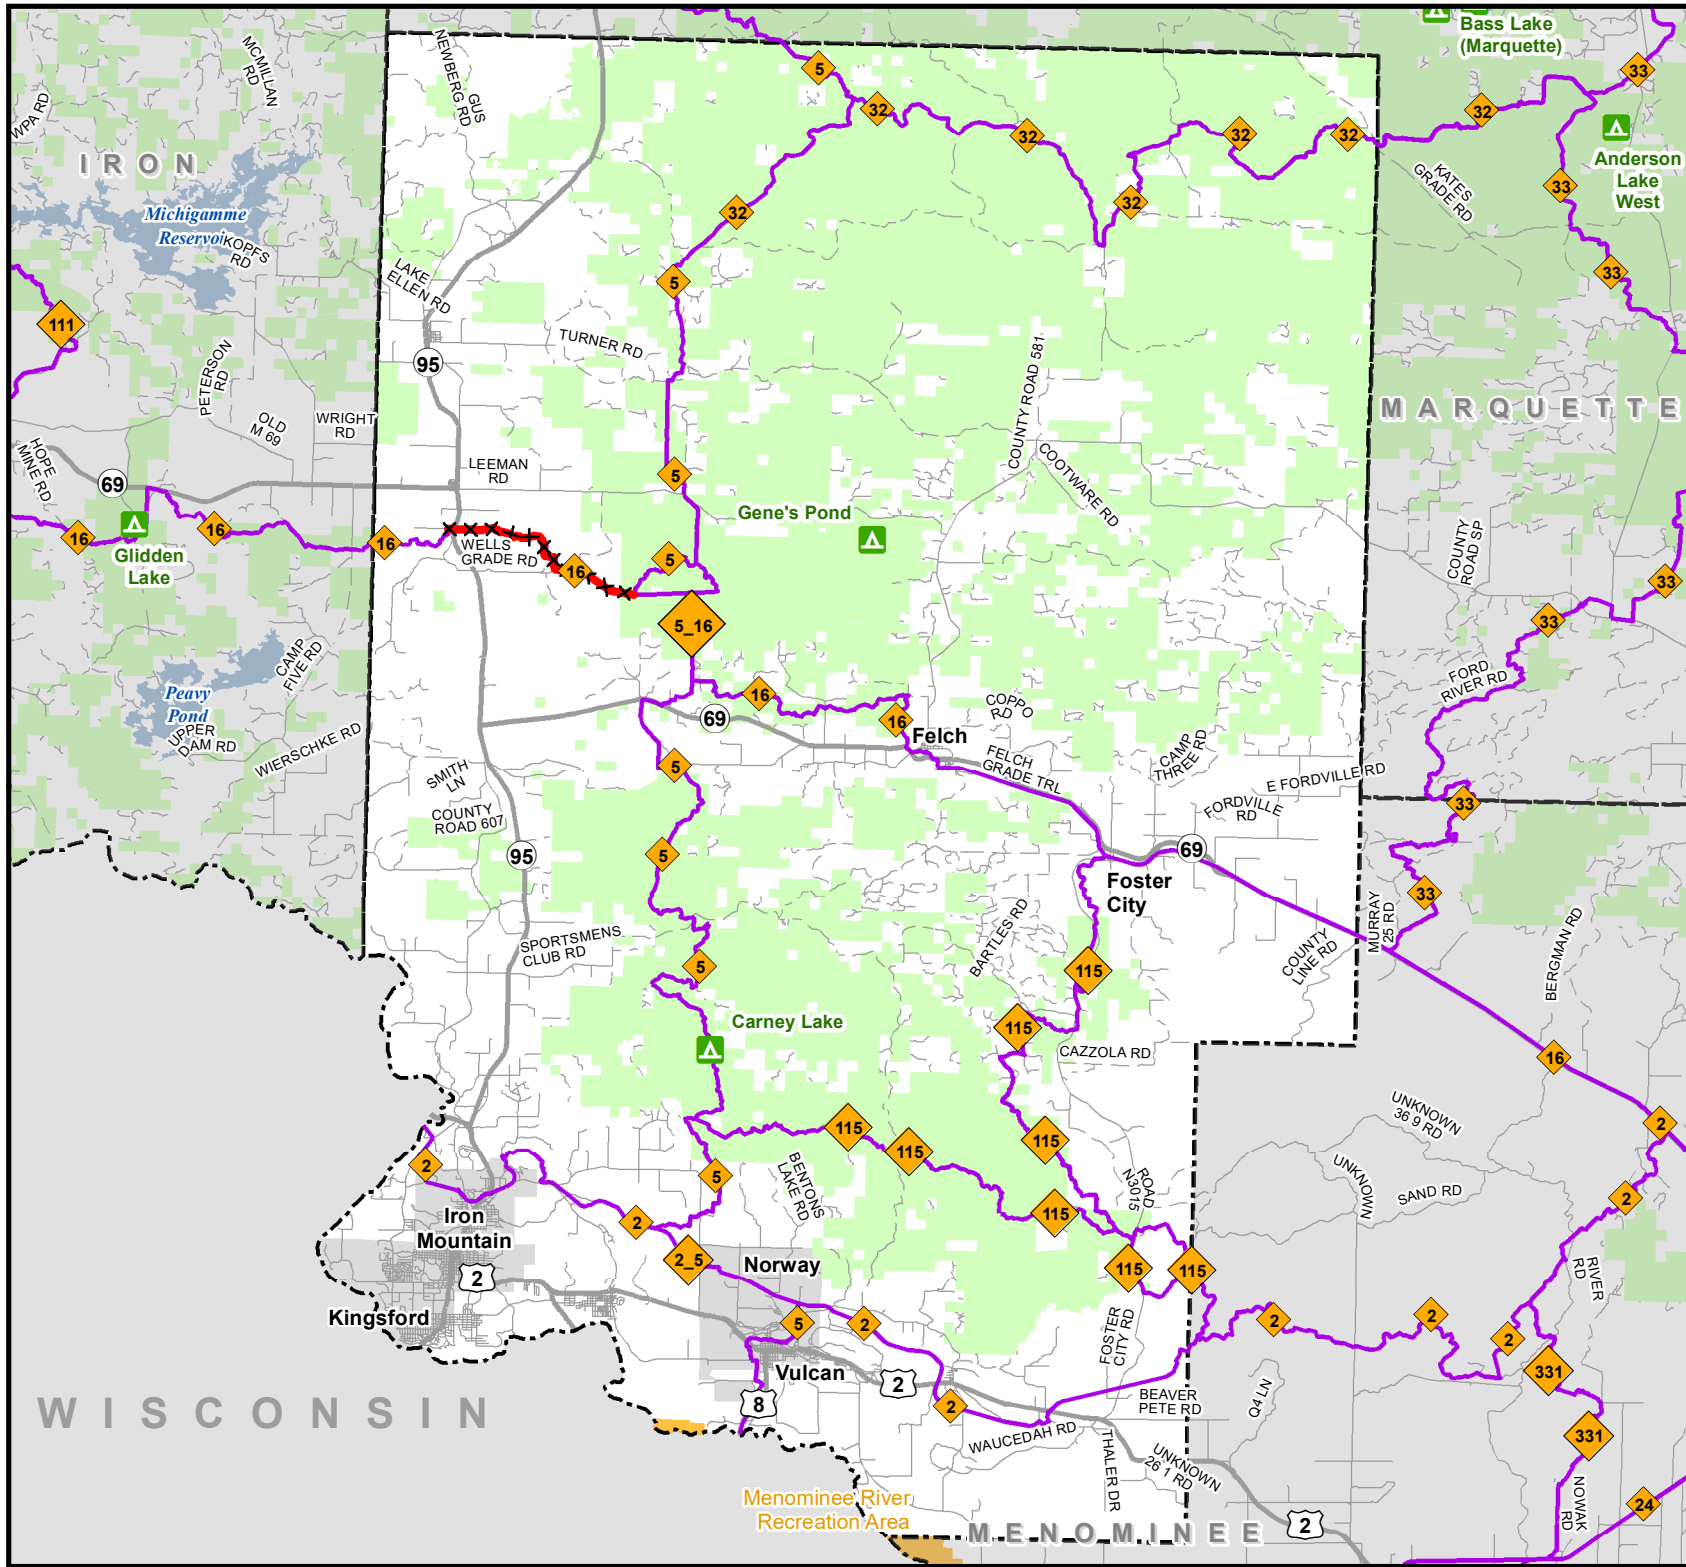 Bass Lake
(Marquette)
NEWBERG RD
GUS
MCMILLAN
RD
WPA RD
5
33
32
32
32
32
32
Anderson
Lake
West
IRON
Michigamme
Reservoir
KOPFS
RD
KATES
GRADE RD
33
32
32
LAKE
ELLEN RD
5
33
111
TURNER RD
95
COUNTY ROAD 581
PETERSON
RD
OLD
M 69
WRIGHT
RD
MARQUETTE
HOPE
MINE RD
69
LEEMAN
RD
5
COOTWARE RD
Gene's Pond
16
16
16
Glidden
Lake
WELLS
GRADE RD
16
5
COUNTY
ROAD SP
33
33
5_16
CAMP
FIVE RD
Peavy
Pond
UPPER
DAM RD
WIERSCHKE RD
16
69
16
Felch
COPPO
RD
FORD
RIVER RD
FELCH
GRADE TRL
CAMP
THREE RD
E FORDVILLE RD
FORDVILLE
RD
SMITH
LN
COUNTY
ROAD 607
5
33
95
5
69
Foster
City
33
MURRAY
25 RD
BARTLES RD
COUNTY
LINE RD
BERGMAN RD
SPORTSMENS
CLUB RD
5
115
Carney Lake
115
CAZZOLA RD
16
UNKNOWN
36 9 RD
2
2
115
115
115
UNKNOWN
SAND RD
5
BENTONS
LAKE RD
ROAD
N3015
2
Iron
Mountain
2
115
2_5
Norway
115
115
RIVER
RD
2
Kingsford
5
2
FOSTER
CITY RD
2
2
2
331
Vulcan
2
8
2
BEAVER
PETE RD
Q4 LN
WISCONSIN
WAUCEDAH RD
THALER DR
UNKNOWN
26 1 RD
331
NOWAK
RD
24
Menominee River
Recreation Area
MENOMINEE
2